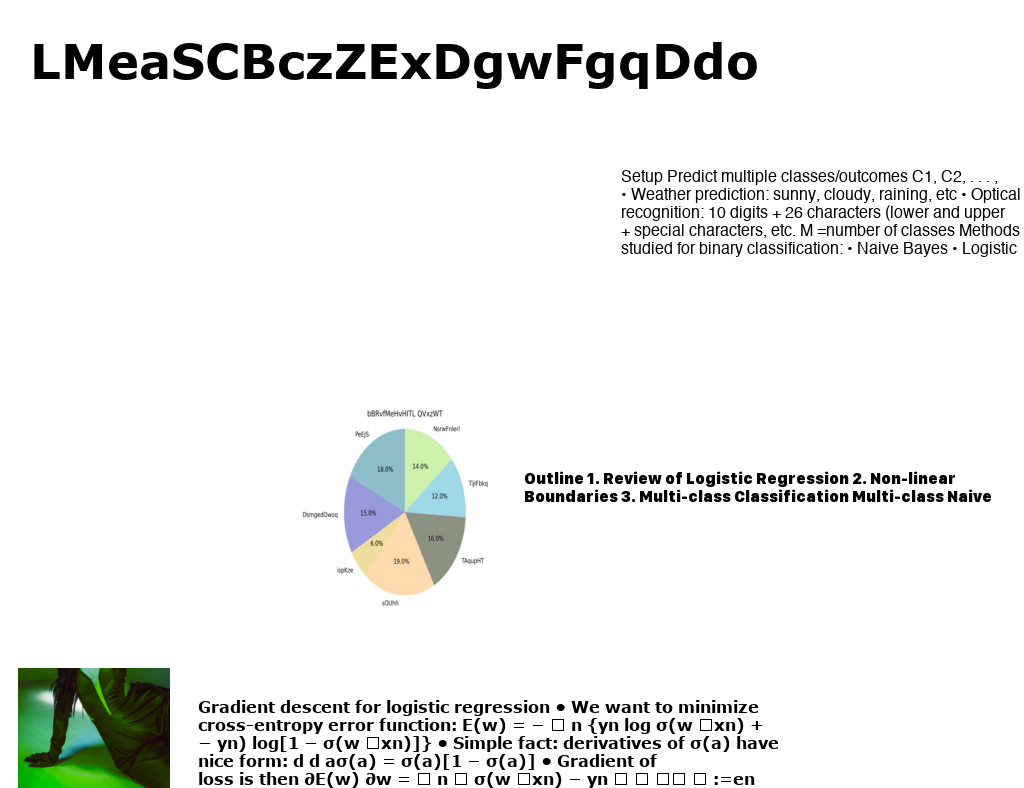 LMeaSCBczZExDgwFgqDdo
Setup Predict multiple classes/outcomes C1, C2, . . . ,
• Weather prediction: sunny, cloudy, raining, etc • Optical
recognition: 10 digits + 26 characters (lower and upper
+ special characters, etc. M =number of classes Methods
studied for binary classification: • Naive Bayes • Logistic
bBRvfMeHvHITL QVxzWT
PeEJS
NsrwFnlerl
18.0%
14.0%
TijIFbkq
12.0%
DsmgedOwoq
15.0%
16.0%
6.0%
19.0%
TAqupHT
ispKze
sOUhh
Outline 1. Review of Logistic Regression 2. Non-linear
Boundaries 3. Multi-class Classification Multi-class Naive
Gradient descent for logistic regression • We want to minimize
cross-entropy error function: E(w) = − □ n {yn log σ(w □xn) +
− yn) log[1 − σ(w □xn)]} • Simple fact: derivatives of σ(a) have
nice form: d d aσ(a) = σ(a)[1 − σ(a)] • Gradient of
loss is then ∂E(w) ∂w = □ n □ σ(w □xn) − yn □ □ □□ □ :=en